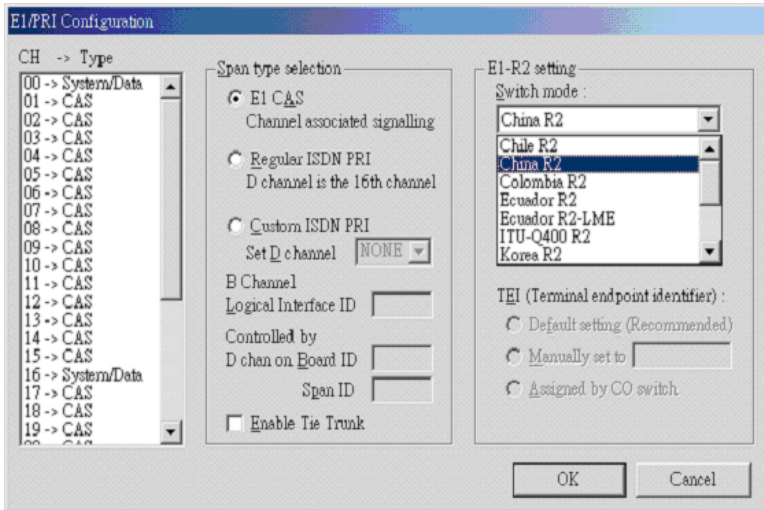 E1/PRI Configuration
CH -> Type
00 -> System/Data
01 -> CAS
02 -> CAS
03 -> CAS
04 -> CAS
05 -> CAS
06 -> CAS
07 -> CAS
08 -> CAS
09 -> CAS
10 -> CAS
11 -> CAS
12 -> CAS
13 -> CAS
14 -> CAS
15 -> CAS
16 -> System/Data
17 -> CAS
18 -> CAS
19 -> CAS
Span type selection
E1 CAS
Channel associated signalling
Regular ISDN PRI
D channel is the 16th channel
Custom ISDN PRI
Set D channel NONE
B Channel
Logical Interface ID
Controlled by
D chan on Board ID
Span ID
Enable Tie Trunk
E1-R2 setting
Switch mode :
China R2
Chile R2
China R2
Colombia R2
Ecuador R2
Ecuador R2-LME
ITU-Q400 R2
Korea R2
TEI (Terminal endpoint identifier) :
Default setting (Recommended)
Manually set to
Assigned by CO switch.
OK
Cancel